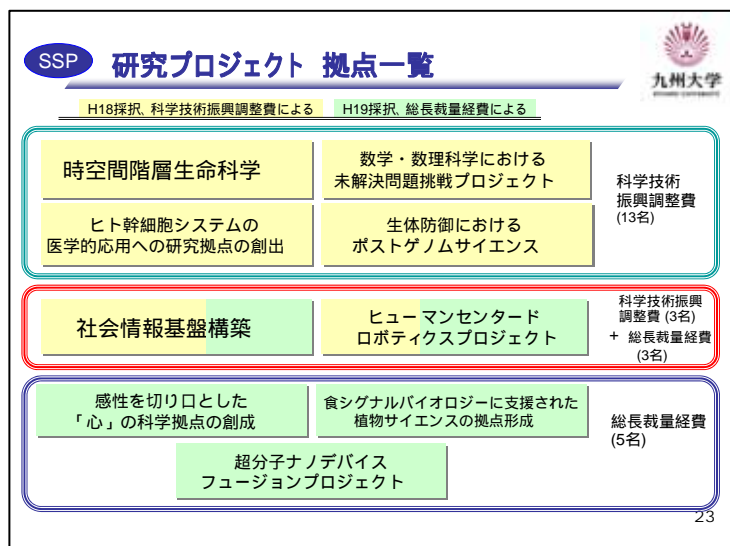 SSP
研究プロジェクト 拠点一覧
九州大学
H18採択、科学技術振興調整費による
H19採択、総長裁量経費による
時空間階層生命科学
数学・数理科学における
未解決問題挑戦プロジェクト
ヒト幹細胞システムの
医学的応用への研究拠点の創出
生体防御における
ポストゲノムサイエンス
科学技術
振興調整費
(13名)
社会情報基盤構築
ヒューマンセンタード
ロボティクスプロジェクト
科学技術振興
調整費 (3名)
+ 総長裁量経費
(3名)
感性を切り口とした
「心」の科学拠点の創成
食シグナルバイオロジーに支援された
植物サイエンスの拠点形成
超分子ナノデバイス
フュージョンプロジェクト
総長裁量経費
(5名)
23